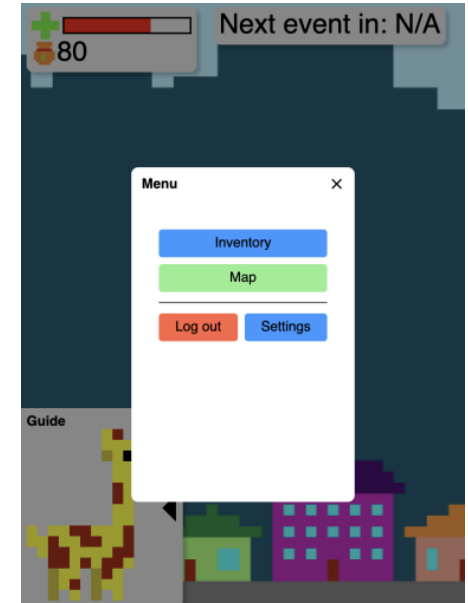 Next event in: N/A
80
Menu ×
Inventory
Map
Log out Settings
Guide